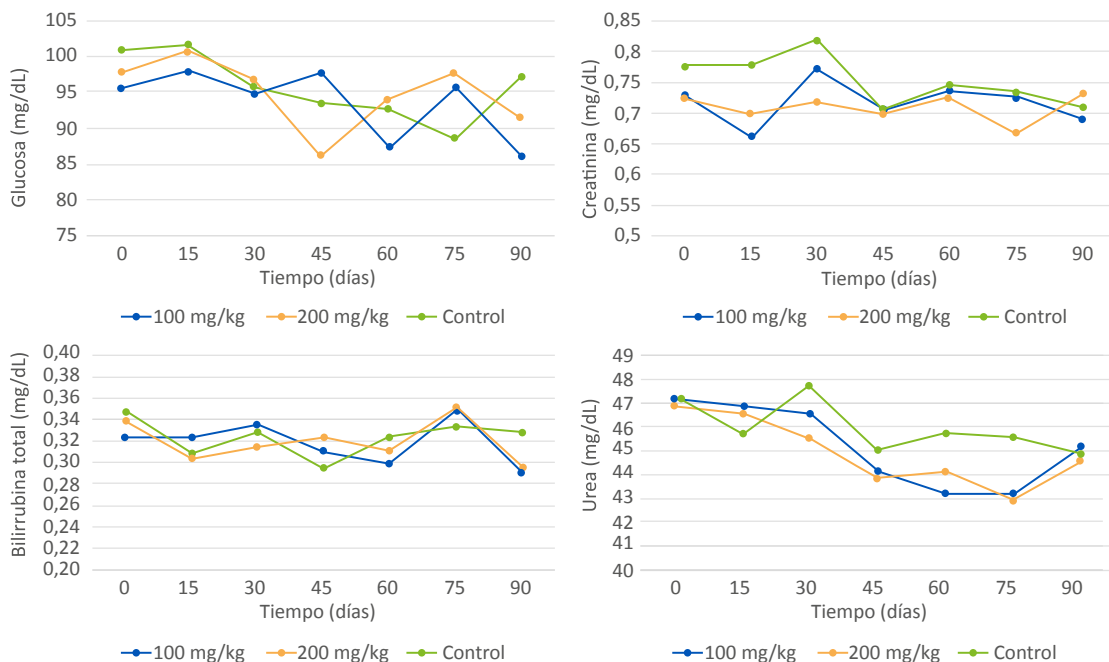 Glucosa (mg/dL)
105
100
95
90
85
80
75
0 15 30 45 60 75 90
Tiempo (días)
100 mg/kg 200 mg/kg Control
Creatinina (mg/dL)
0,85
0,8
0,75
0,7
0,65
0,6
0,55
0,5
0 15 30 45 60 75 90
Tiempo (días)
100 mg/kg 200 mg/kg Control
Bilirrubina total (mg/dL)
0,40
0,38
0,36
0,34
0,32
0,30
0,28
0,26
0,24
0,22
0,20
0 15 30 45 60 75 90
Tiempo (días)
100 mg/kg 200 mg/kg Control
Urea (mg/dL)
49
48
47
46
45
44
43
42
41
40
0 15 30 45 60 75 90
Tiempo (días)
100 mg/kg 200 mg/kg Control